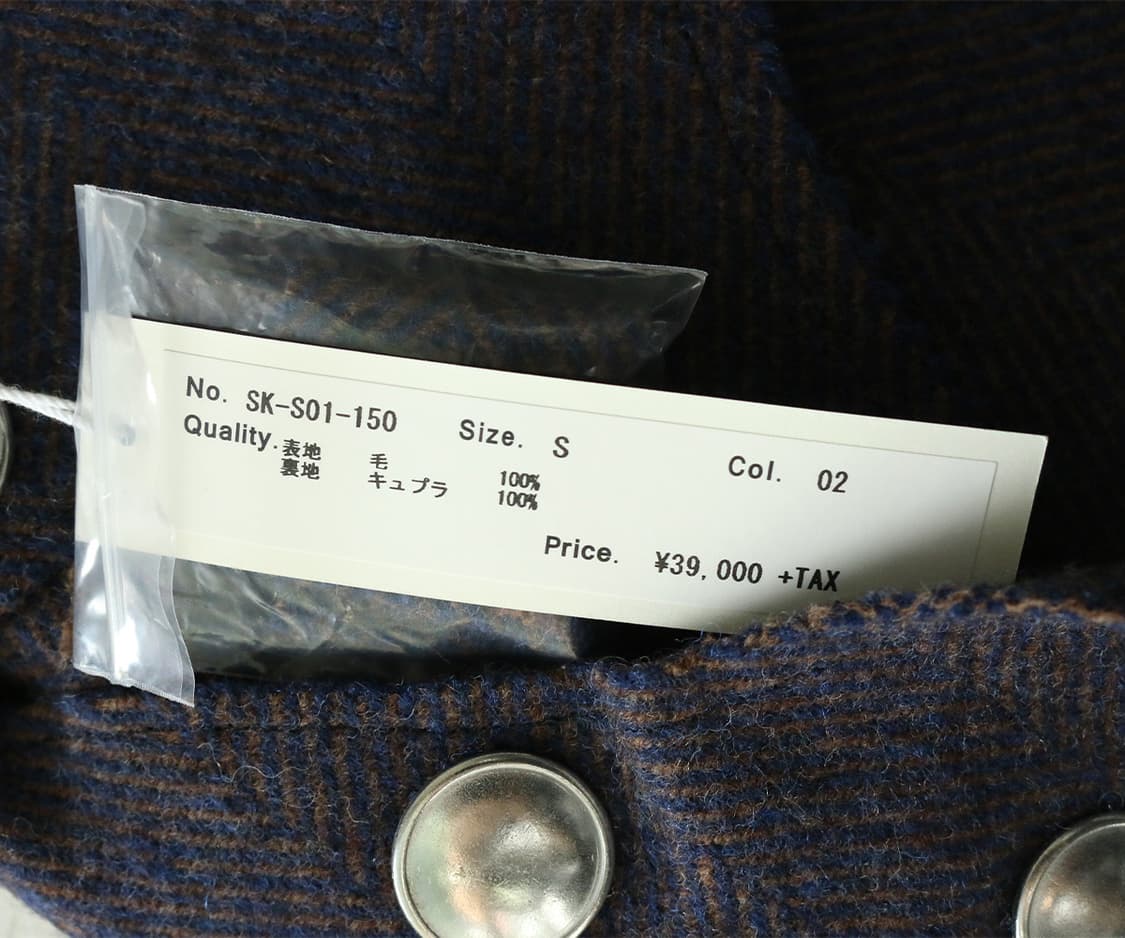 No. SK-S01-150 Size. S Col. 02
Quality. 表地 毛 100%
裏地 キュプラ 100%
Price. ¥39,000 +TAX